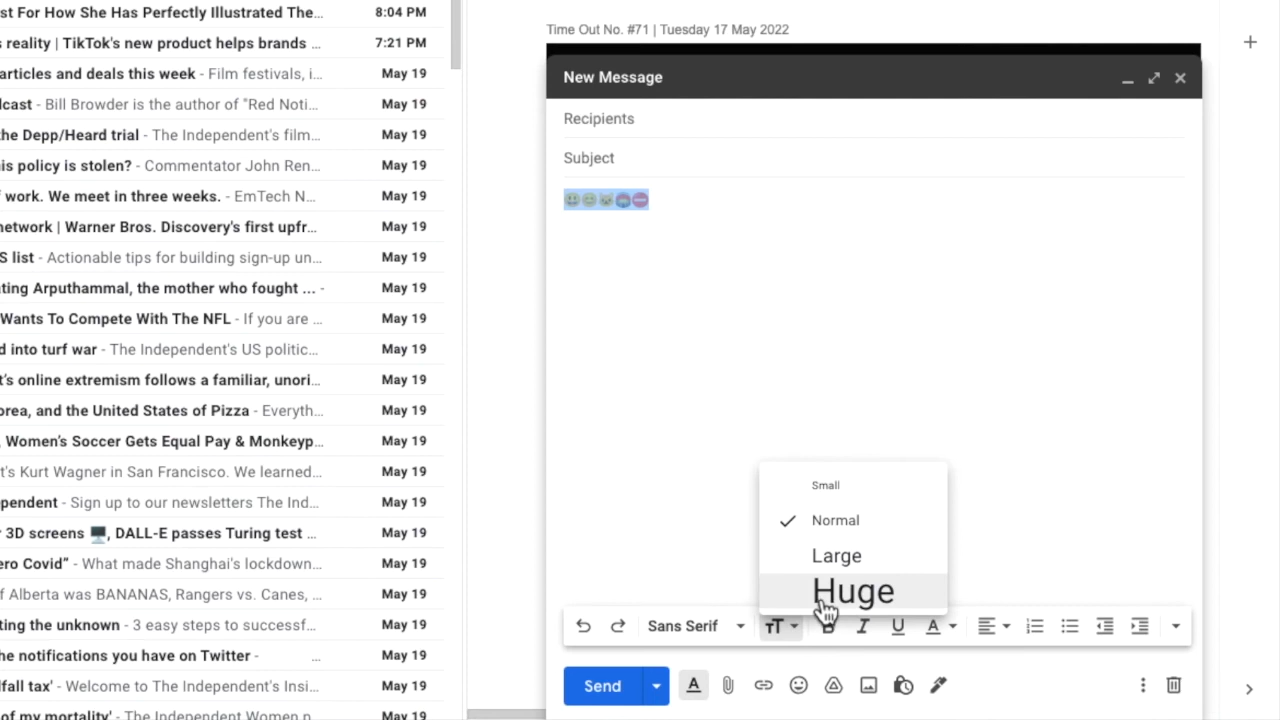 st For How She Has Perfectly Illustrated The... 8:04 PM
s reality | TikTok's new product helps brands ... 7:21 PM
articles and deals this week - Film festivals, i... May 19
dcast - Bill Browder is the author of "Red Noti... May 19
the Depp/Heard trial - The Independent's film... May 19
is policy is stolen? - Commentator John Ren... May 19
work. We meet in three weeks. - EmTech N... May 19
network | Warner Bros. Discovery's first upfr... May 19
S list - Actionable tips for building sign-up un... May 19
ting Arputhammal, the mother who fought ... - May 19
Wants To Compete With The NFL - If you are ... May 19
d into turf war - The Independent's US politic... May 19
t's online extremism follows a familiar, unori... May 19
orea, and the United States of Pizza - Everyth... May 19
, Women's Soccer Gets Equal Pay & Monkeyp... May 19
t's Kurt Wagner in San Francisco. We learned... May 19
pendent - Sign up to our newsletters The Ind... May 19
r 3D screens 🖥️, DALL-E passes Turing test ... May 19
ero Covid" - What made Shanghai's lockdown... May 19
f Alberta was BANANAS, Rangers vs. Canes, ... May 19
ting the unknown - 3 easy steps to successf... May 19
he notifications you have on Twitter - ... May 19
fall tax' - Welcome to The Independent's Insi... May 19
of my mortality' - The Independent Women n... May 19
Time Out No. #71 | Tuesday 17 May 2022
New Message
Recipients
Subject
Small
Normal
Large
Huge
Sans Serif
Send